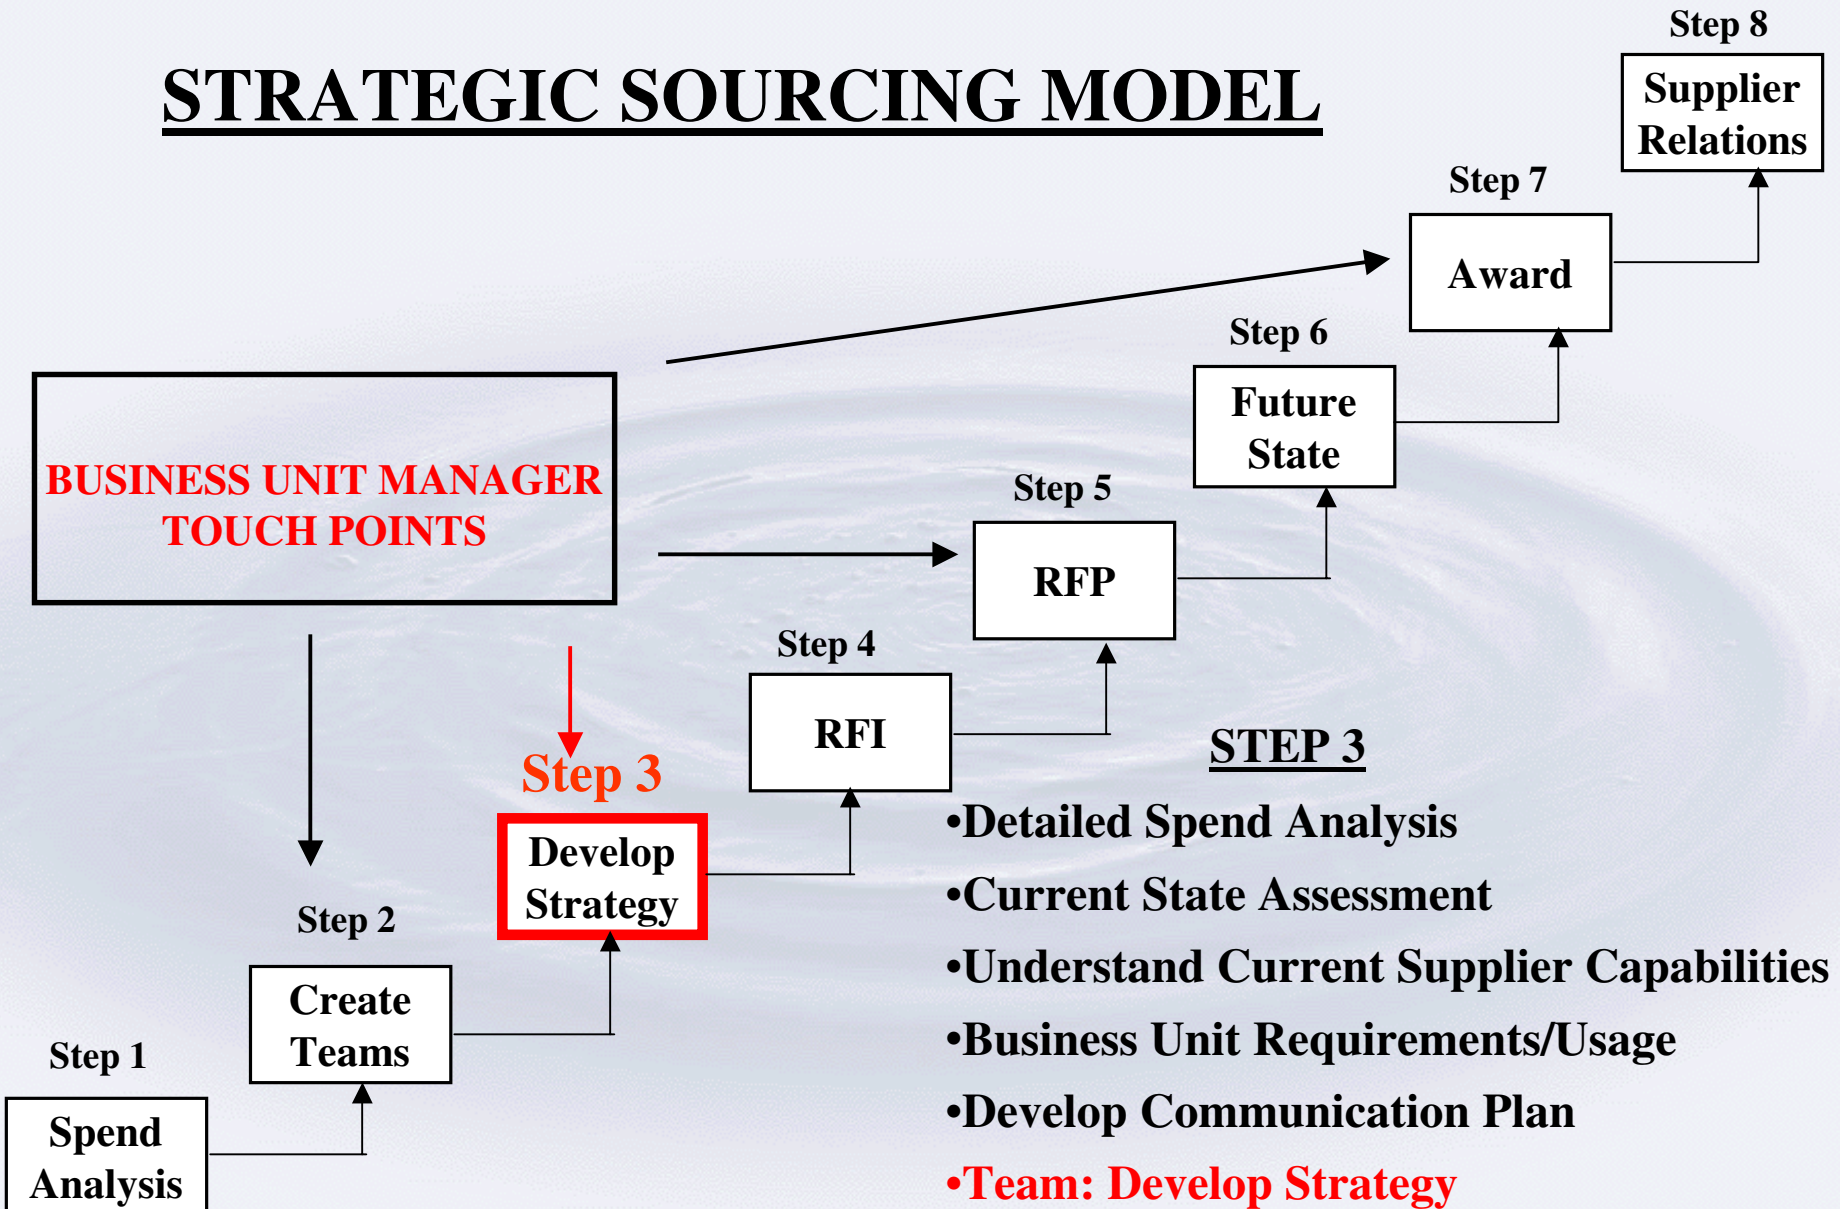 STRATEGIC SOURCING MODEL
Step 8
Supplier
Relations
Step 7
Award
Step 6
Future
State
BUSINESS UNIT MANAGER
TOUCH POINTS
Step 5
RFP
Step 4
RFI
Step 3
Develop
Strategy
Step 2
Create
Teams
Step 1
Spend
Analysis
STEP 3
•Detailed Spend Analysis
•Current State Assessment
•Understand Current Supplier Capabilities
•Business Unit Requirements/Usage
•Develop Communication Plan
•Team: Develop Strategy